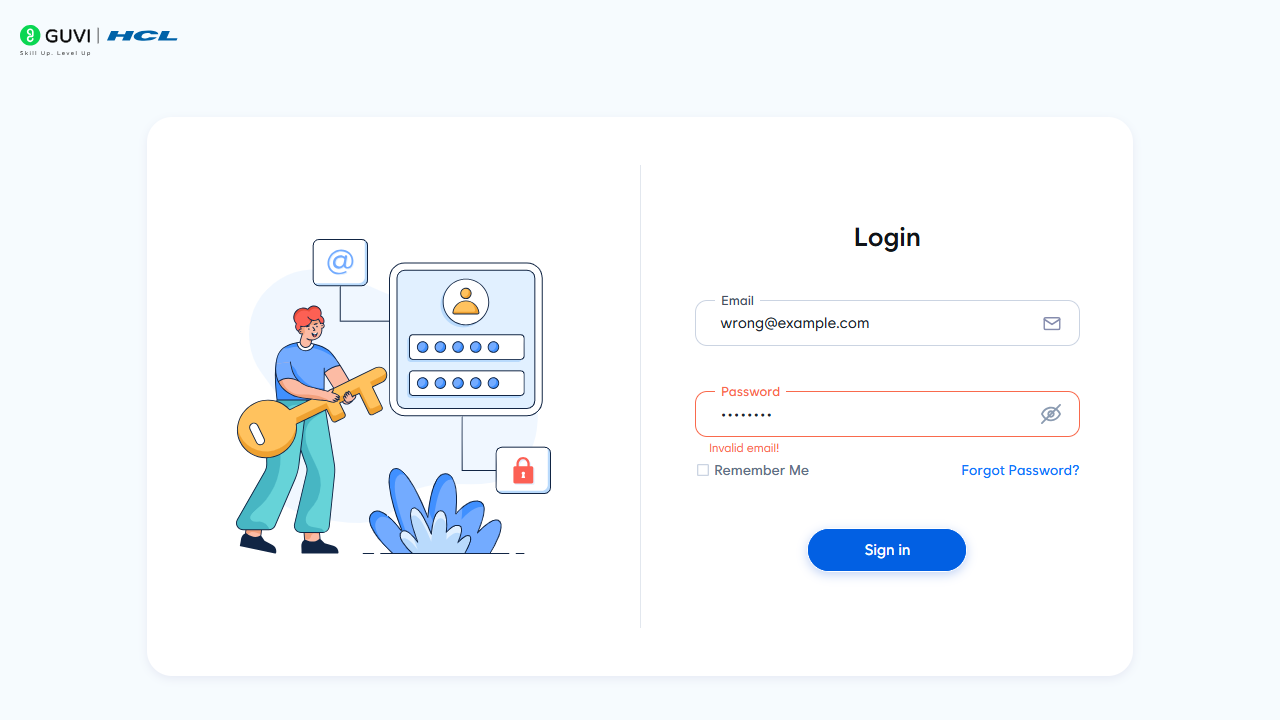 GUVI | HCL
Skill Up. Level Up
@
Login
Email
wrong@example.com
Password
••••••••
Invalid email!
Remember Me
Forgot Password?
Sign in